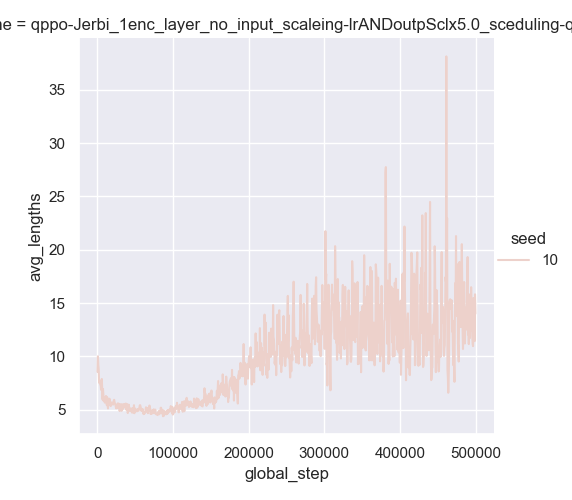 ne = qppo-Jerbi_1enc_layer_no_input_scaleing-lrANDoutpSclx5.0_sceduling-q
35
30
25
20
15
10
5
avg_lengths
0 100000 200000 300000 400000 500000
global_step
seed
10